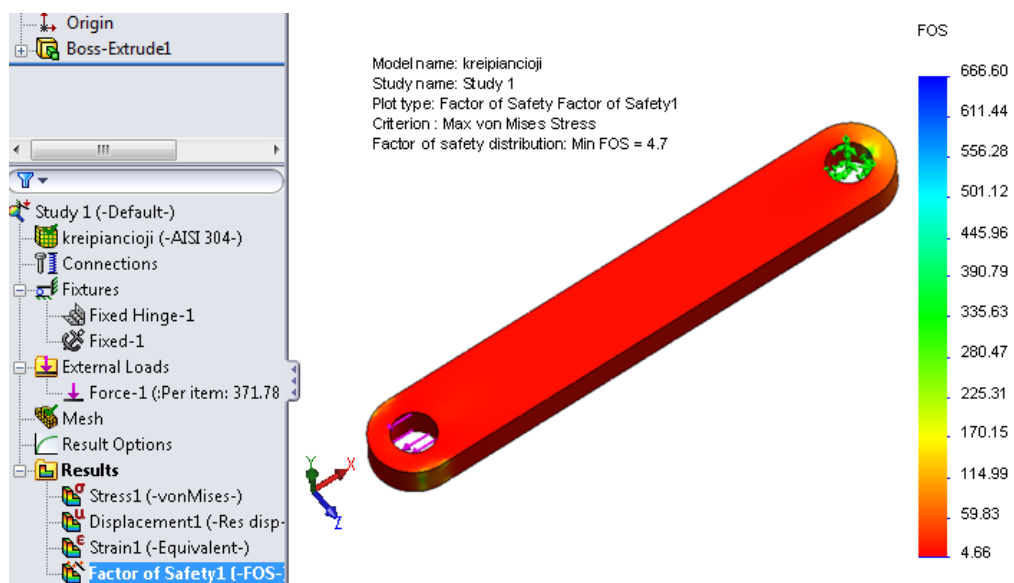 Origin
Boss-Extrude1
Study 1 (-Default-)
kreipiancioji (-AISI 304-)
Connections
Fixtures
Fixed Hinge-1
Fixed-1
External Loads
Force-1 (:Per item: 371.78
Mesh
Result Options
Results
Stress1 (-vonMises-)
Displacement1 (-Res disp-
Strain1 (-Equivalent-)
Factor of Safety1 (-FOS-
Model name: kreipiancioji
Study name: Study 1
Plot type: Factor of Safety Factor of Safety1
Criterion : Max von Mises Stress
Factor of safety distribution: Min FOS = 4.7
Y
X
Z
FOS
666.60
611.44
556.28
501.12
445.96
390.79
335.63
280.47
225.31
170.15
114.99
59.83
4.66